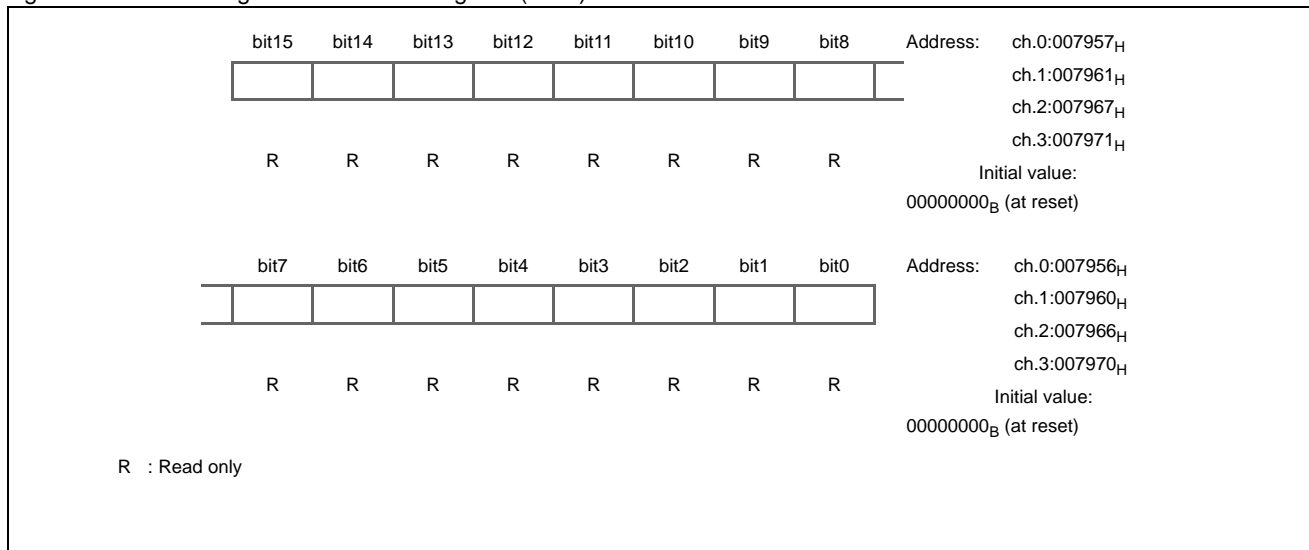 bit15 bit14 bit13 bit12 bit11 bit10 bit9 bit8 Address: ch.0:007957H
ch.1:007961H
ch.2:007967H
ch.3:007971H
R R R R R R R R
Initial value:
00000000B (at reset)
bit7 bit6 bit5 bit4 bit3 bit2 bit1 bit0 Address: ch.0:007956H
ch.1:007960H
ch.2:007966H
ch.3:007970H
R R R R R R R R
Initial value:
00000000B (at reset)
R : Read only